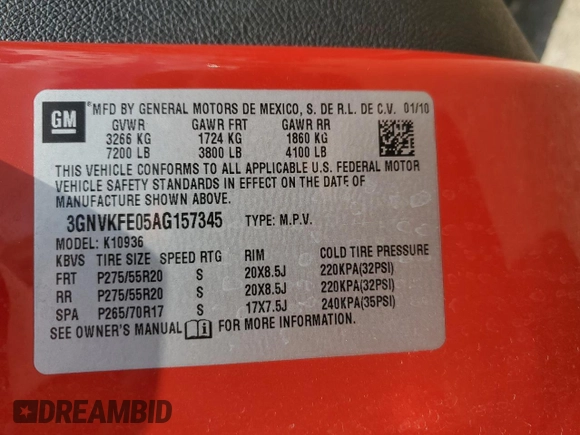 GM ® MFD BY GENERAL MOTORS DE MEXICO, S. DE R.L. DE C.V. 01/10
GVWR GAWR FRT GAWR RR
3266 KG 1724 KG 1860 KG
7200 LB 3800 LB 4100 LB
THIS VEHICLE CONFORMS TO ALL APPLICABLE U.S. FEDERAL MOTOR
VEHICLE SAFETY STANDARDS IN EFFECT ON THE DATE OF
MANUFACTURE SHOWN ABOVE.
3GNVKFE05AG157345 TYPE: M.P.V.
MODEL: K10936
KBVS TIRE SIZE SPEED RTG RIM COLD TIRE PRESSURE
FRT P275/55R20 S 20X8.5J 220KPA(32PSI)
RR P275/55R20 S 20X8.5J 220KPA(32PSI)
SPA P265/70R17 S 17X7.5J 240KPA(35PSI)
SEE OWNER'S MANUAL FOR MORE INFORMATION.
DREAMBID